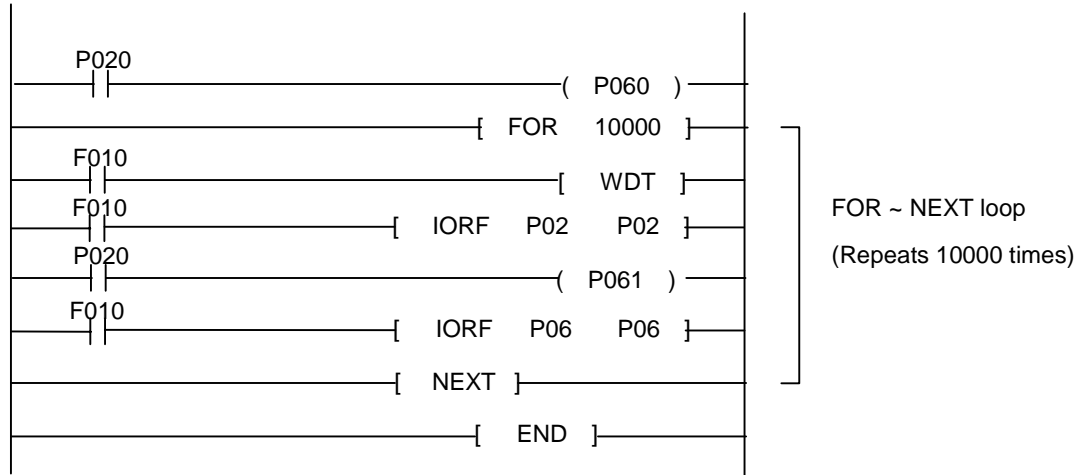 P020
( P060 )
[ FOR 10000 ]
F010
[ WDT ]
F010
[ IORF P02 P02 ]
P020
( P061 )
F010
[ IORF P06 P06 ]
[ NEXT ]
[ END ]
FOR ~ NEXT loop
(Repeats 10000 times)